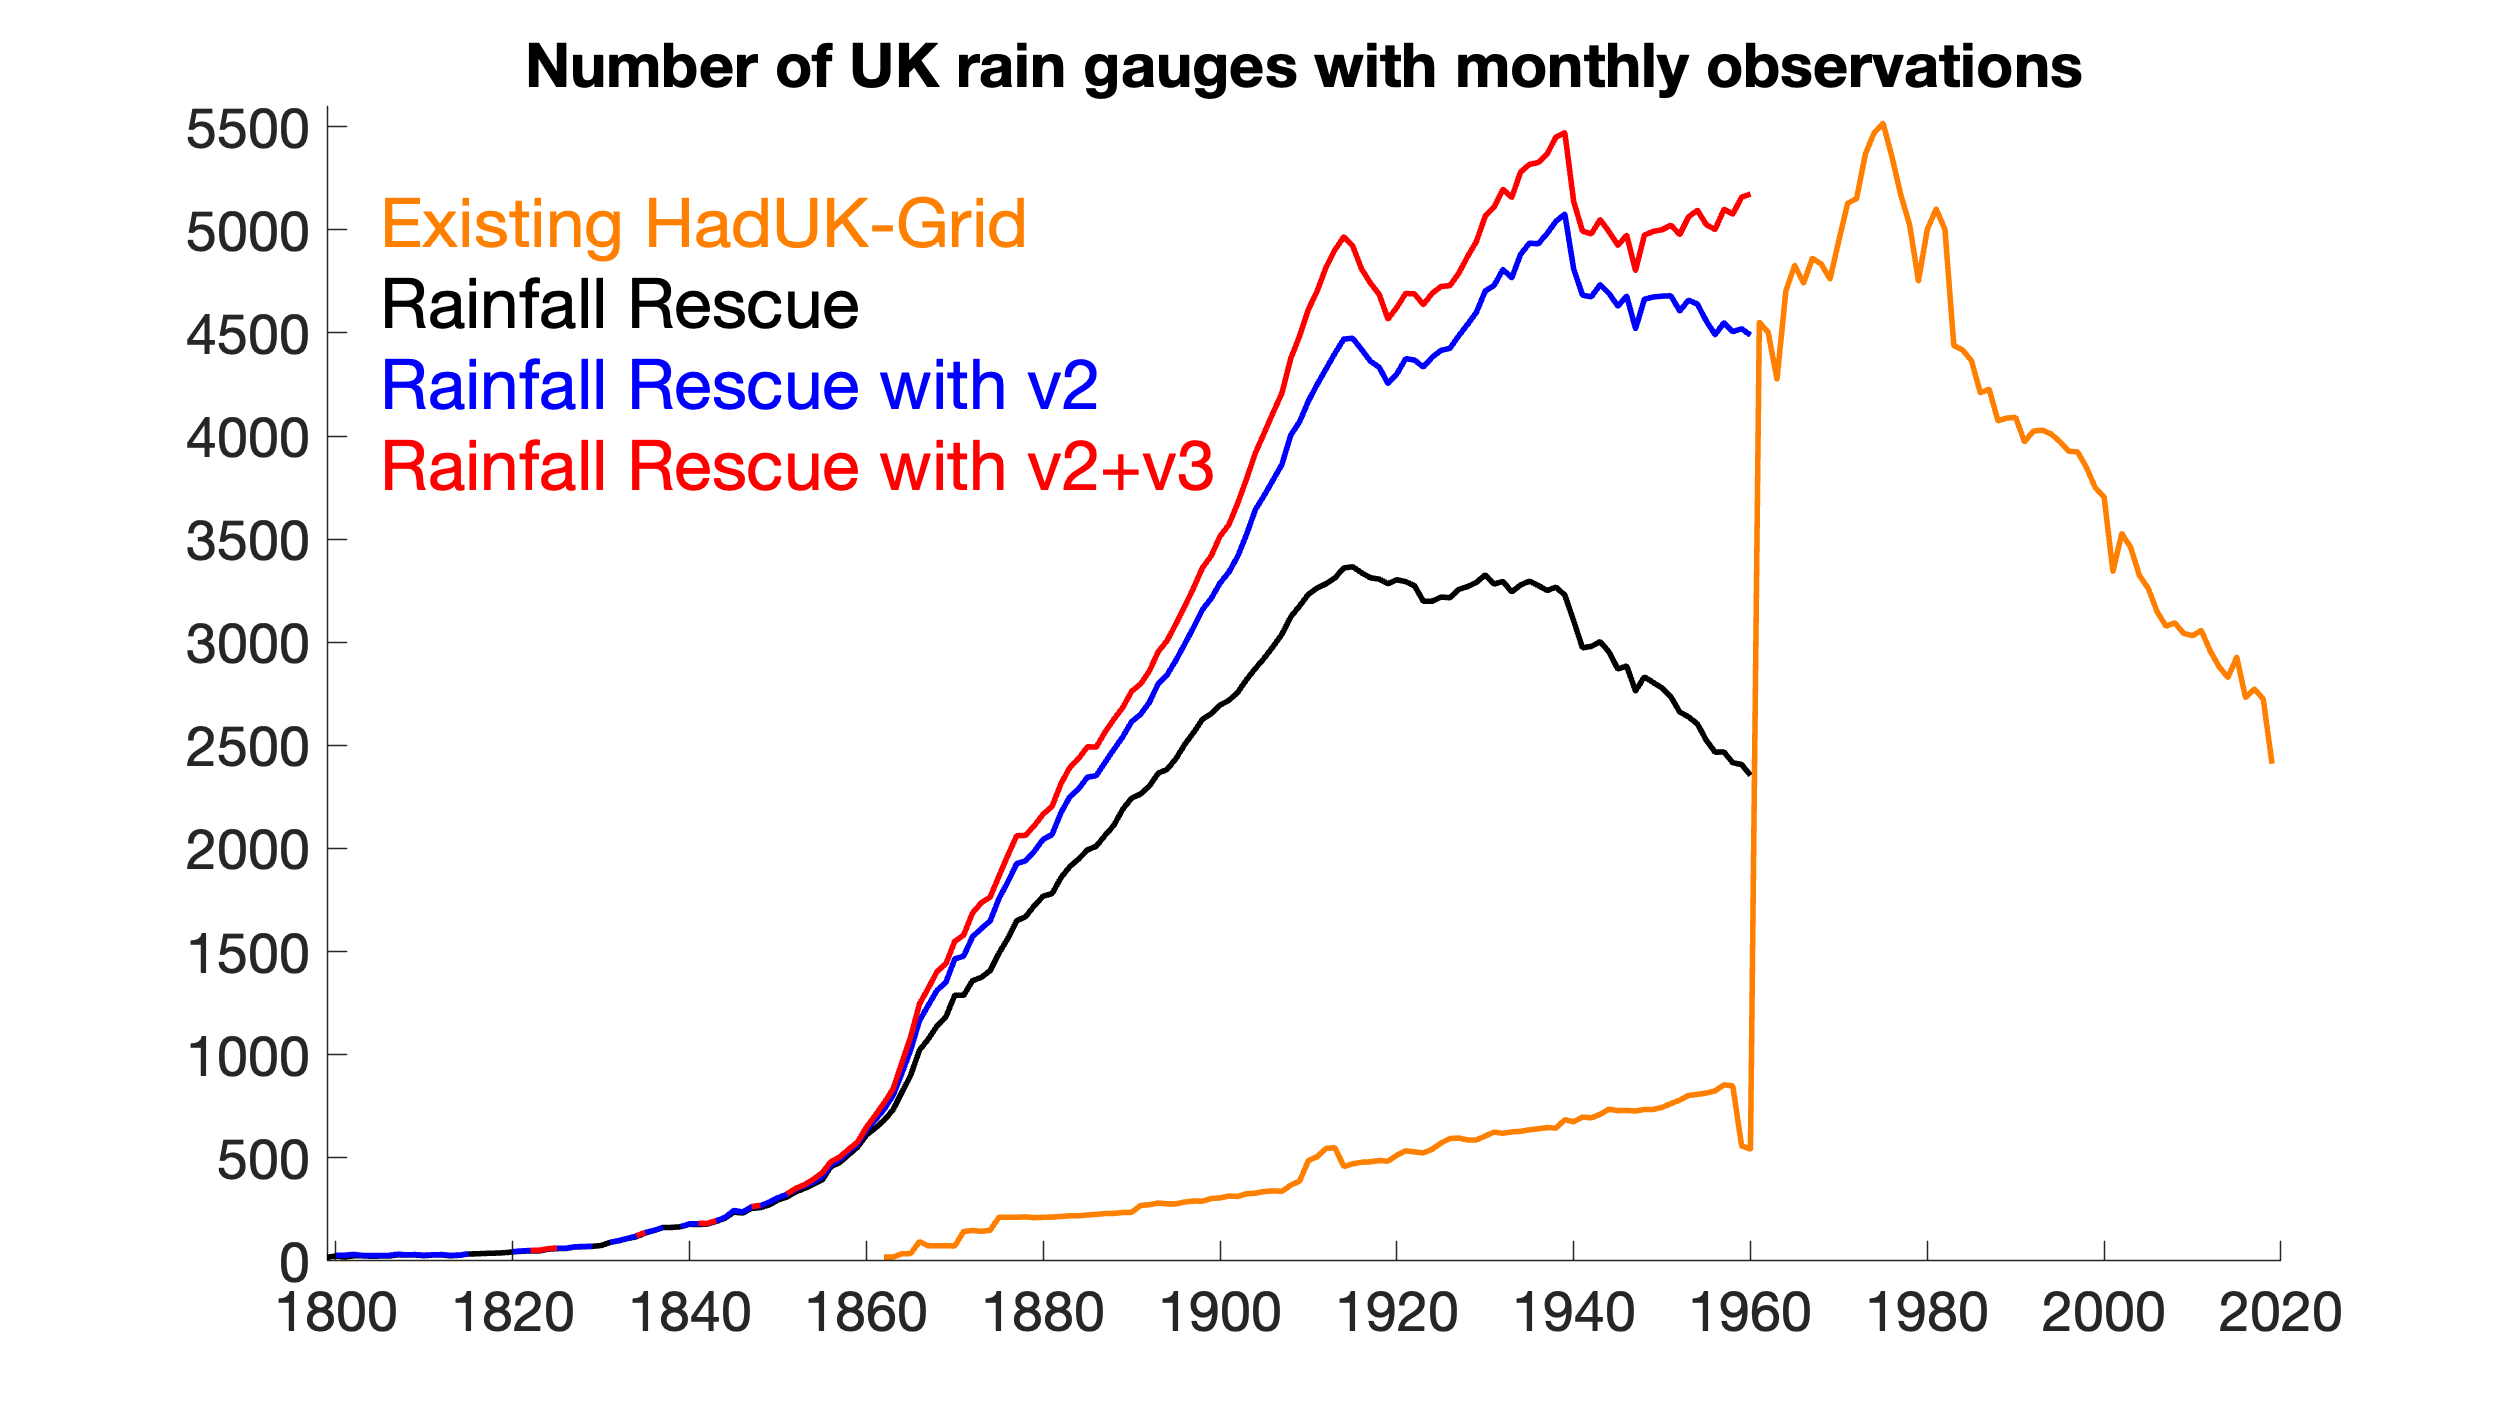 Number of UK rain gauges with monthly observations
5500
5000
4500
4000
3500
3000
2500
2000
1500
1000
500
0
Existing HadUK-Grid
Rainfall Rescue
Rainfall Rescue with v2
Rainfall Rescue with v2+v3
1800 1820 1840 1860 1880 1900 1920 1940 1960 1980 2000 2020